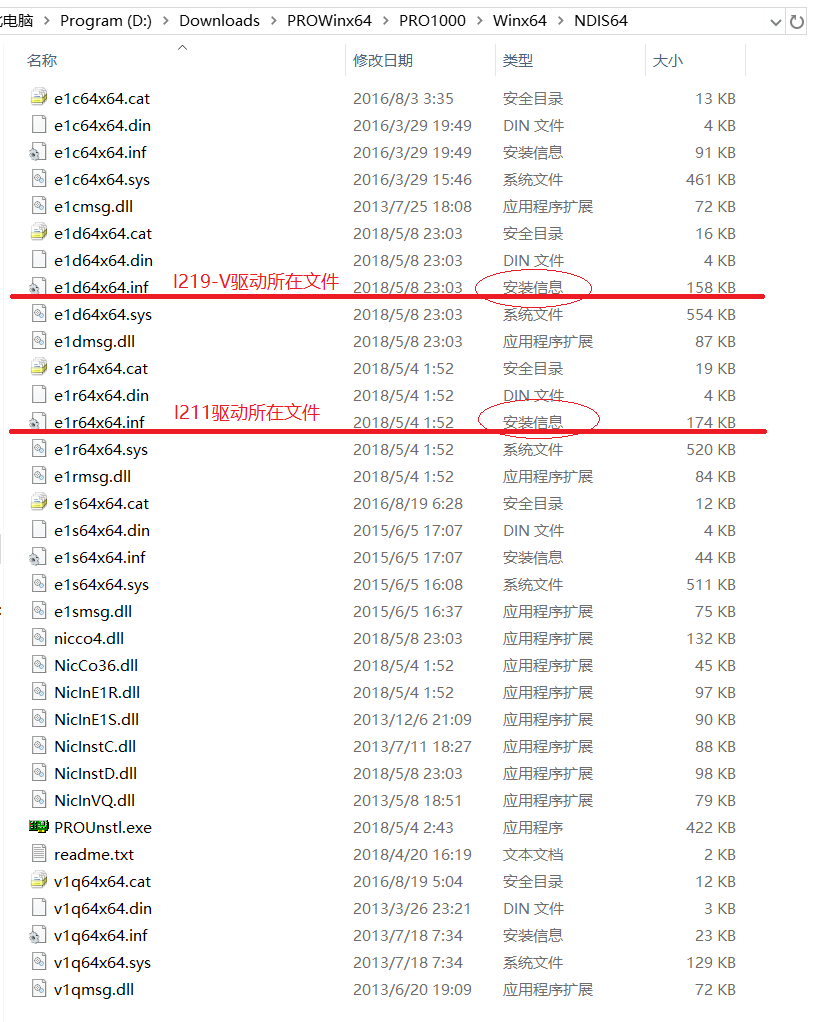 电脑 > Program (D:) > Downloads > PROWinx64 > PRO1000 > Winx64 > NDIS64
名称 修改日期 类型 大小
e1c64x64.cat 2016/8/3 3:35 安全目录 13 KB
e1c64x64.din 2016/3/29 19:49 DIN 文件 4 KB
e1c64x64.inf 2016/3/29 19:49 安装信息 91 KB
e1c64x64.sys 2016/3/29 15:46 系统文件 461 KB
e1cmsg.dll 2013/7/25 18:08 应用程序扩展 72 KB
e1d64x64.cat 2018/5/8 23:03 安全目录 16 KB
e1d64x64.din 2018/5/8 23:03 DIN 文件 4 KB
e1d64x64.inf I219-V驱动所在文件 2018/5/8 23:03 安装信息 158 KB
e1d64x64.sys 2018/5/8 23:03 系统文件 554 KB
e1dmsg.dll 2018/5/8 23:03 应用程序扩展 87 KB
e1r64x64.cat 2018/5/4 1:52 安全目录 19 KB
e1r64x64.din 2018/5/4 1:52 DIN 文件 4 KB
e1r64x64.inf I211驱动所在文件 2018/5/4 1:52 安装信息 174 KB
e1r64x64.sys 2018/5/4 1:52 系统文件 520 KB
e1rmsg.dll 2018/5/4 1:52 应用程序扩展 84 KB
e1s64x64.cat 2016/8/19 6:28 安全目录 12 KB
e1s64x64.din 2015/6/5 17:07 DIN 文件 4 KB
e1s64x64.inf 2015/6/5 17:07 安装信息 44 KB
e1s64x64.sys 2015/6/5 16:08 系统文件 511 KB
e1smsg.dll 2015/6/5 16:37 应用程序扩展 75 KB
nicco4.dll 2018/5/8 23:03 应用程序扩展 132 KB
NicCo36.dll 2018/5/4 1:52 应用程序扩展 45 KB
NicInE1R.dll 2018/5/4 1:52 应用程序扩展 97 KB
NicInE1S.dll 2013/12/6 21:09 应用程序扩展 90 KB
NicInstC.dll 2013/7/11 18:27 应用程序扩展 88 KB
NicInstD.dll 2018/5/8 23:03 应用程序扩展 98 KB
NicInVQ.dll 2013/5/8 18:51 应用程序扩展 79 KB
PROUnstl.exe 2018/5/4 2:43 应用程序 422 KB
readme.txt 2018/4/20 16:19 文本文档 2 KB
v1q64x64.cat 2016/8/19 5:04 安全目录 12 KB
v1q64x64.din 2013/3/26 23:21 DIN 文件 3 KB
v1q64x64.inf 2013/7/18 7:34 安装信息 23 KB
v1q64x64.sys 2013/7/18 7:34 系统文件 129 KB
v1qmsg.dll 2013/6/20 19:09 应用程序扩展 72 KB